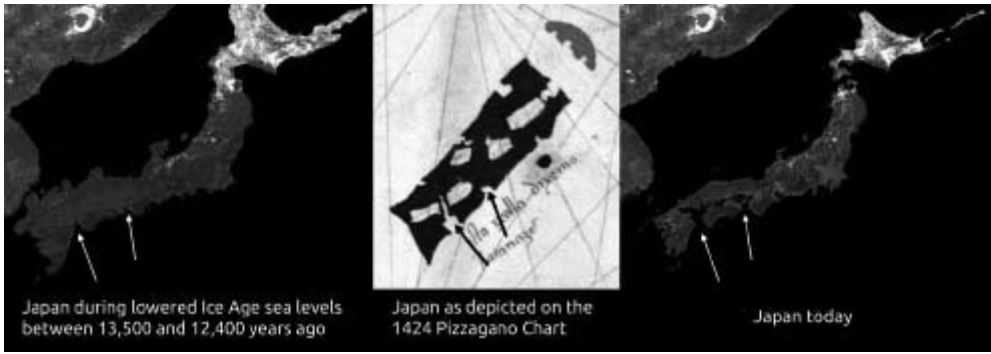 Japan during lowered Ice Age sea levels
between 13,500 and 12,400 years ago
Japan as depicted on the
1424 Pizzagano Chart
Japan today